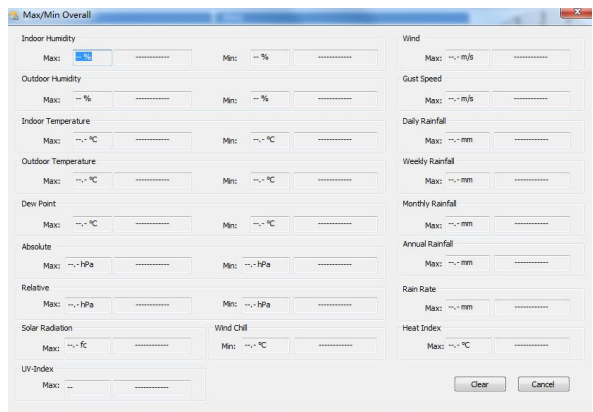 Max/Min Overall
Indoor Humidity
Max: -- % ------------ Min: -- % ------------
Wind
Max: --.- m/s ------------
Outdoor Humidity
Max: -- % ------------ Min: -- % ------------
Gust Speed
Max: --.- m/s ------------
Indoor Temperature
Max: --.- °C ------------ Min: --.- °C ------------
Daily Rainfall
Max: --.- mm ------------
Outdoor Temperature
Max: --.- °C ------------ Min: --.- °C ------------
Weekly Rainfall
Max: --.- mm ------------
Dew Point
Max: --.- °C ------------ Min: --.- °C ------------
Monthly Rainfall
Max: --.- mm ------------
Absolute
Max: --.- hPa ------------ Min: --.- hPa ------------
Annual Rainfall
Max: --.- mm ------------
Relative
Max: --.- hPa ------------ Min: --.- hPa ------------
Rain Rate
Max: --.- mm ------------
Solar Radiation
Max: --.- fc ------------
Wind Chill
Min: --.- °C ------------
Heat Index
Max: --.- °C ------------
UV-Index
Max: -- ------------
Clear Cancel